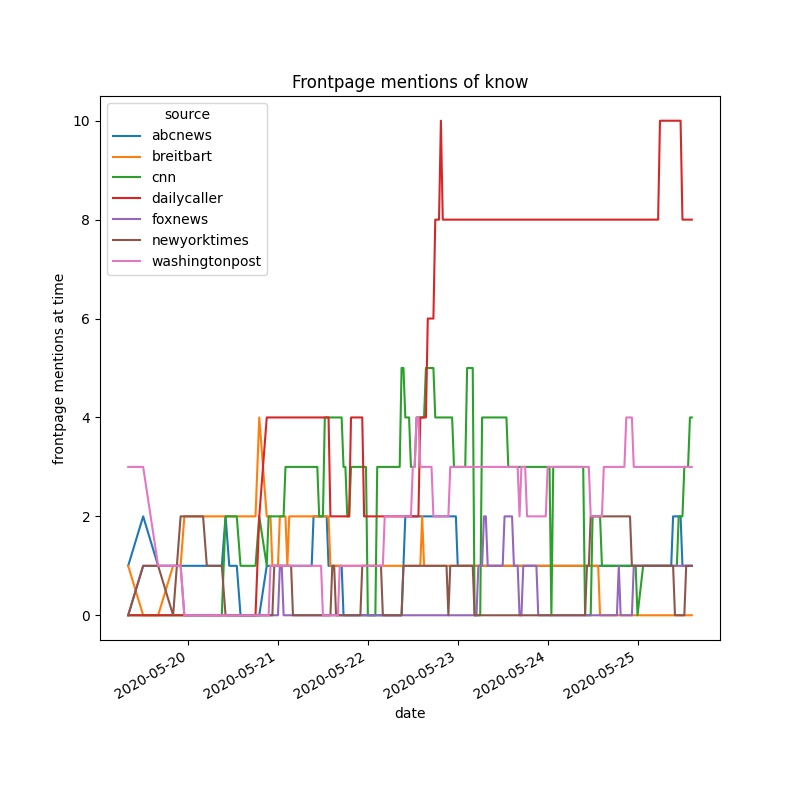 Frontpage mentions of know
source
abcnews
breitbart
cnn
dailycaller
foxnews
newyorktimes
washingtonpost
frontpage mentions at time
10
8
6
4
2
0
2020-05-20
2020-05-21
2020-05-22
2020-05-23
2020-05-24
2020-05-25
date